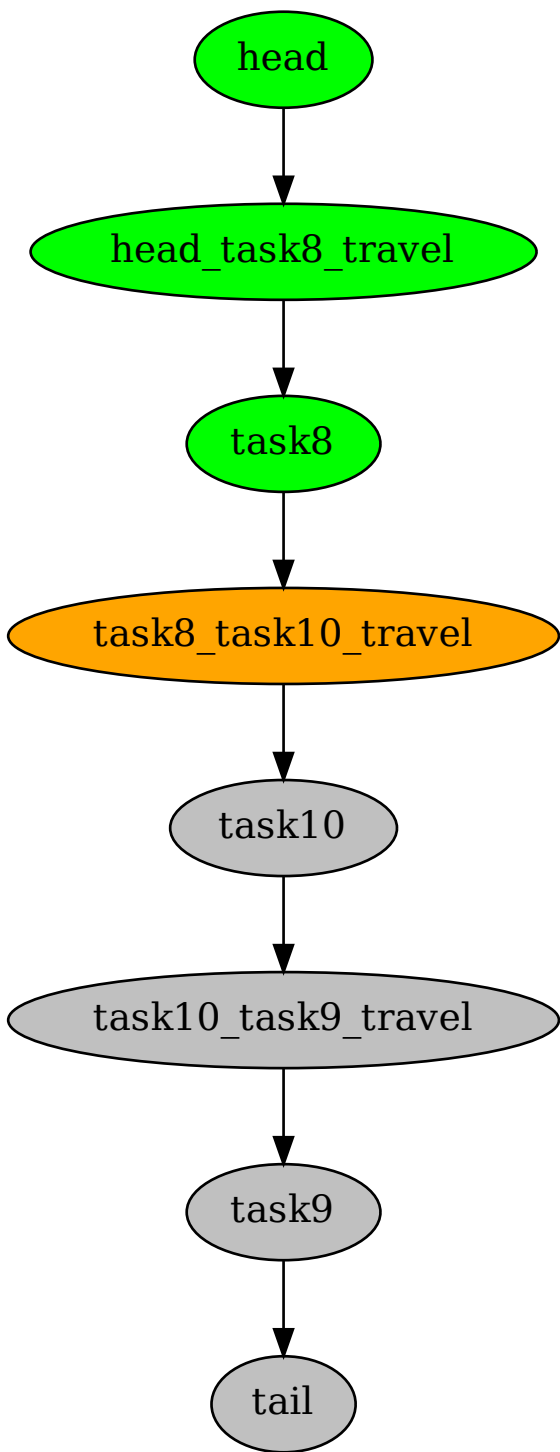 head
head_task8_travel
task8
task8_task10_travel
task10
task10_task9_travel
task9
tail